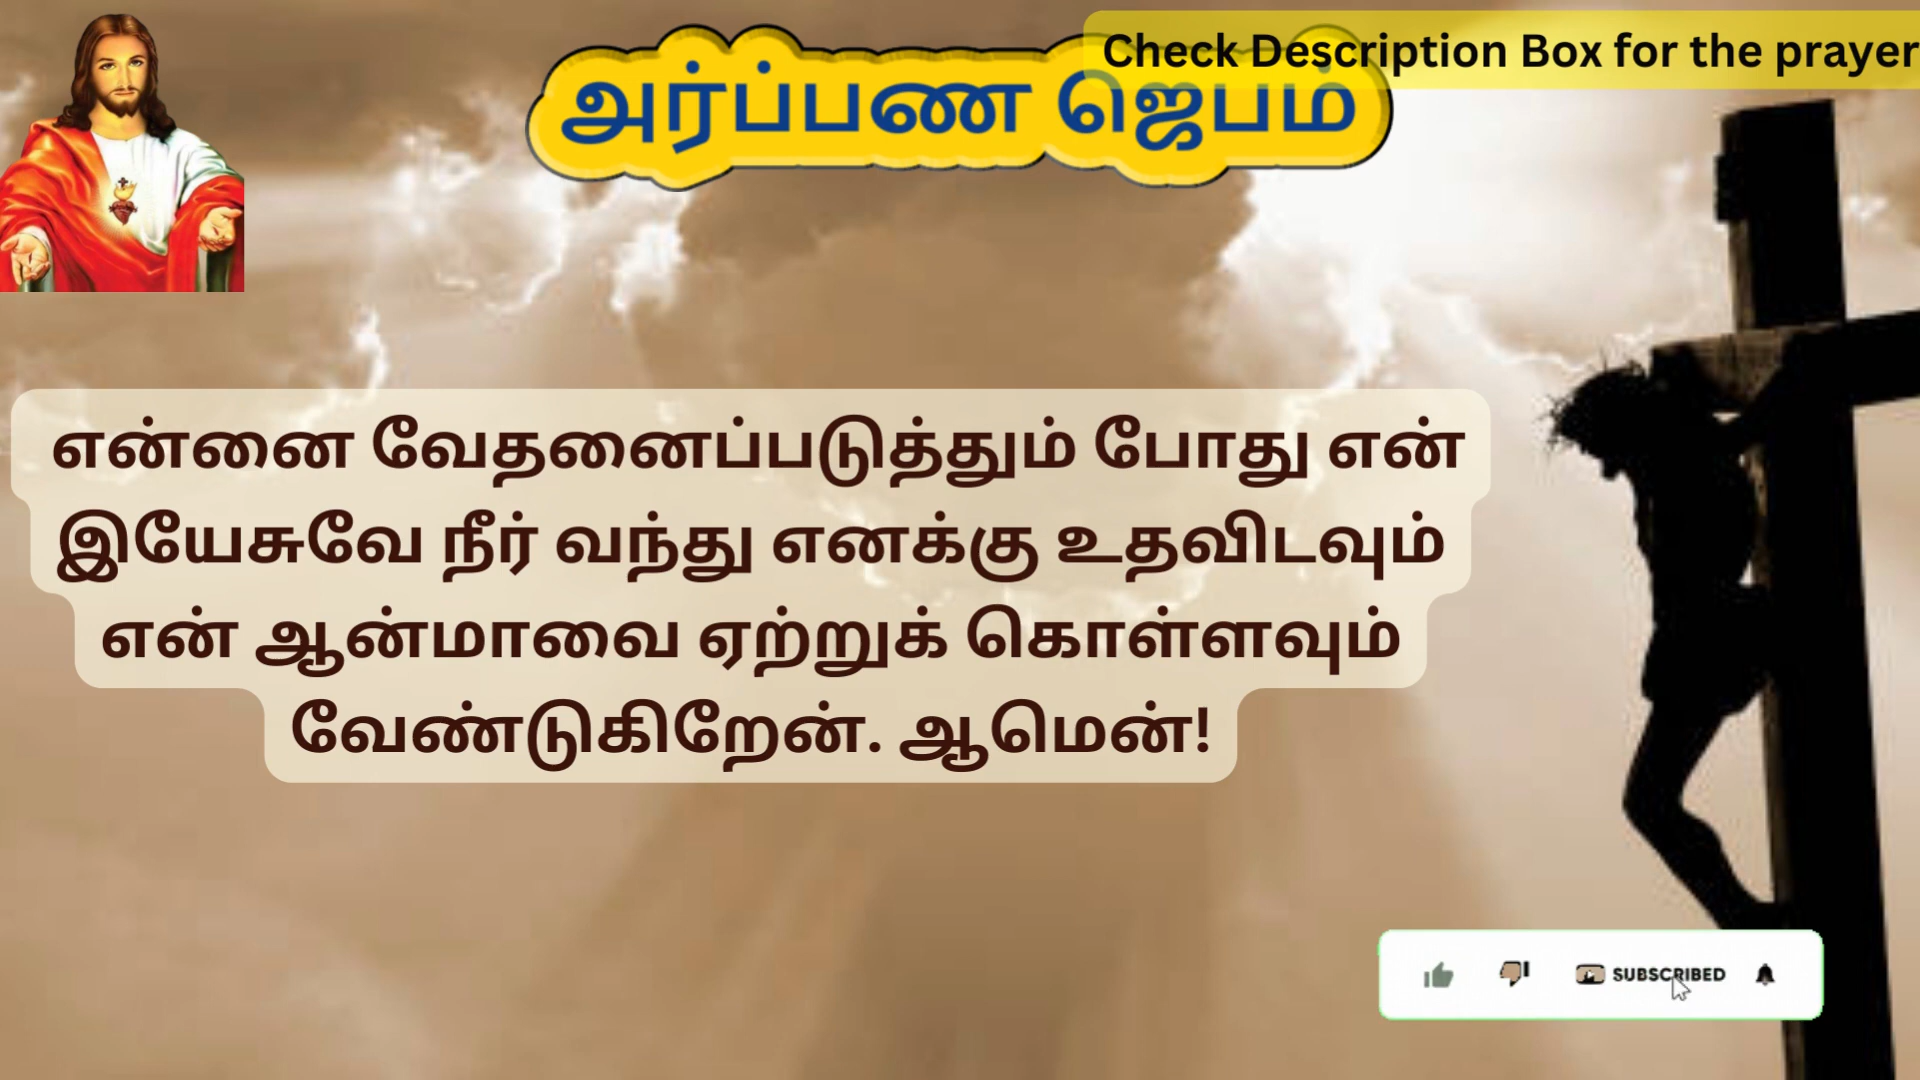 Check Description Box for the prayer
அர்ப்பண ஜெபம்
என்னை வேதனைப்படுத்தும் போது என்
இயேசுவே நீர் வந்து எனக்கு உதவிடவும்
என் ஆன்மாவை ஏற்றுக் கொள்ளவும்
வேண்டுகிறேன். ஆமென்!
SUBSCRIBED